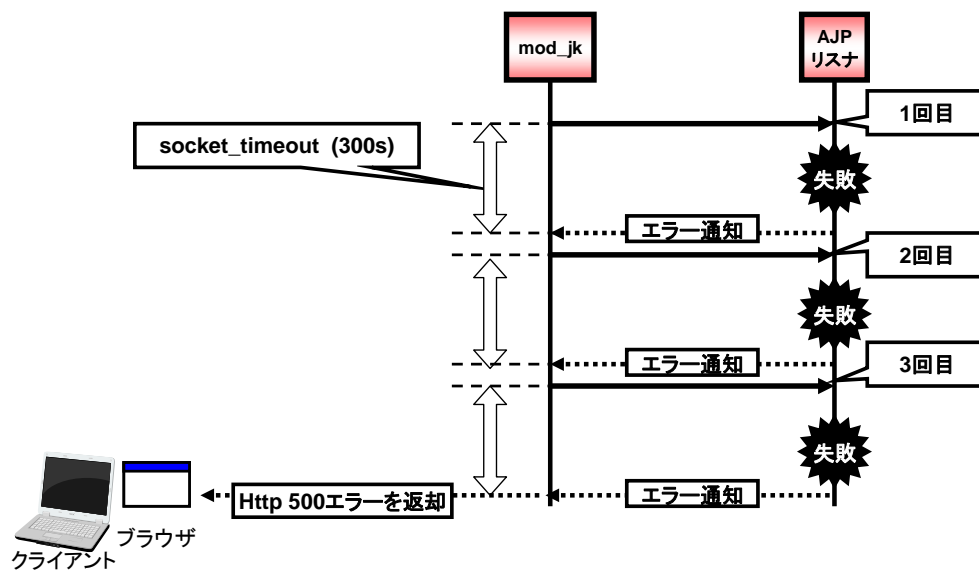 mod_jk
AJP
リスナ
1回目
socket_timeout (300s)
失敗
エラー通知
2回目
失敗
エラー通知
3回目
失敗
エラー通知
Http 500エラーを返却
ブラウザ
クライアント